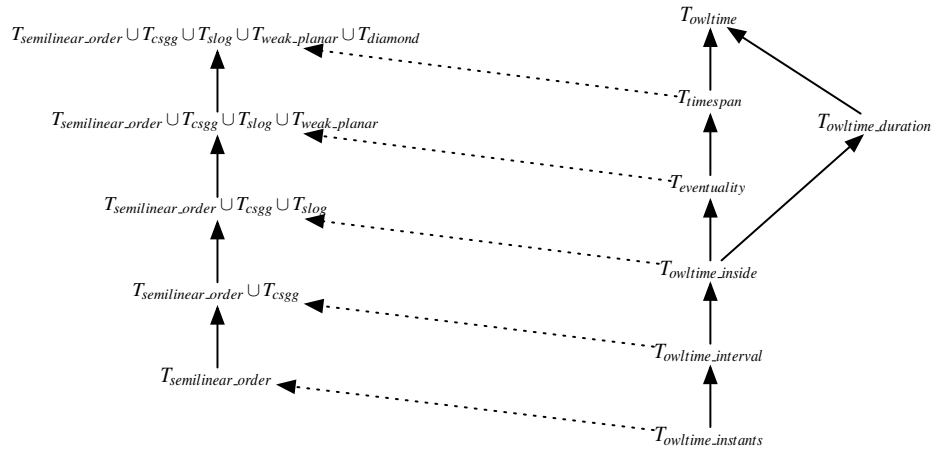 T_owltime
T_semilinear_order ∪ T_csgg ∪ T_slog ∪ T_weak_planar ∪ T_diamond
T_timespan
T_semilinear_order ∪ T_csgg ∪ T_slog ∪ T_weak_planar
T_owltime_duration
T_eventuality
T_semilinear_order ∪ T_csgg ∪ T_slog
T_owltime_inside
T_semilinear_order ∪ T_csgg
T_owltime_interval
T_semilinear_order
T_owltime_instants